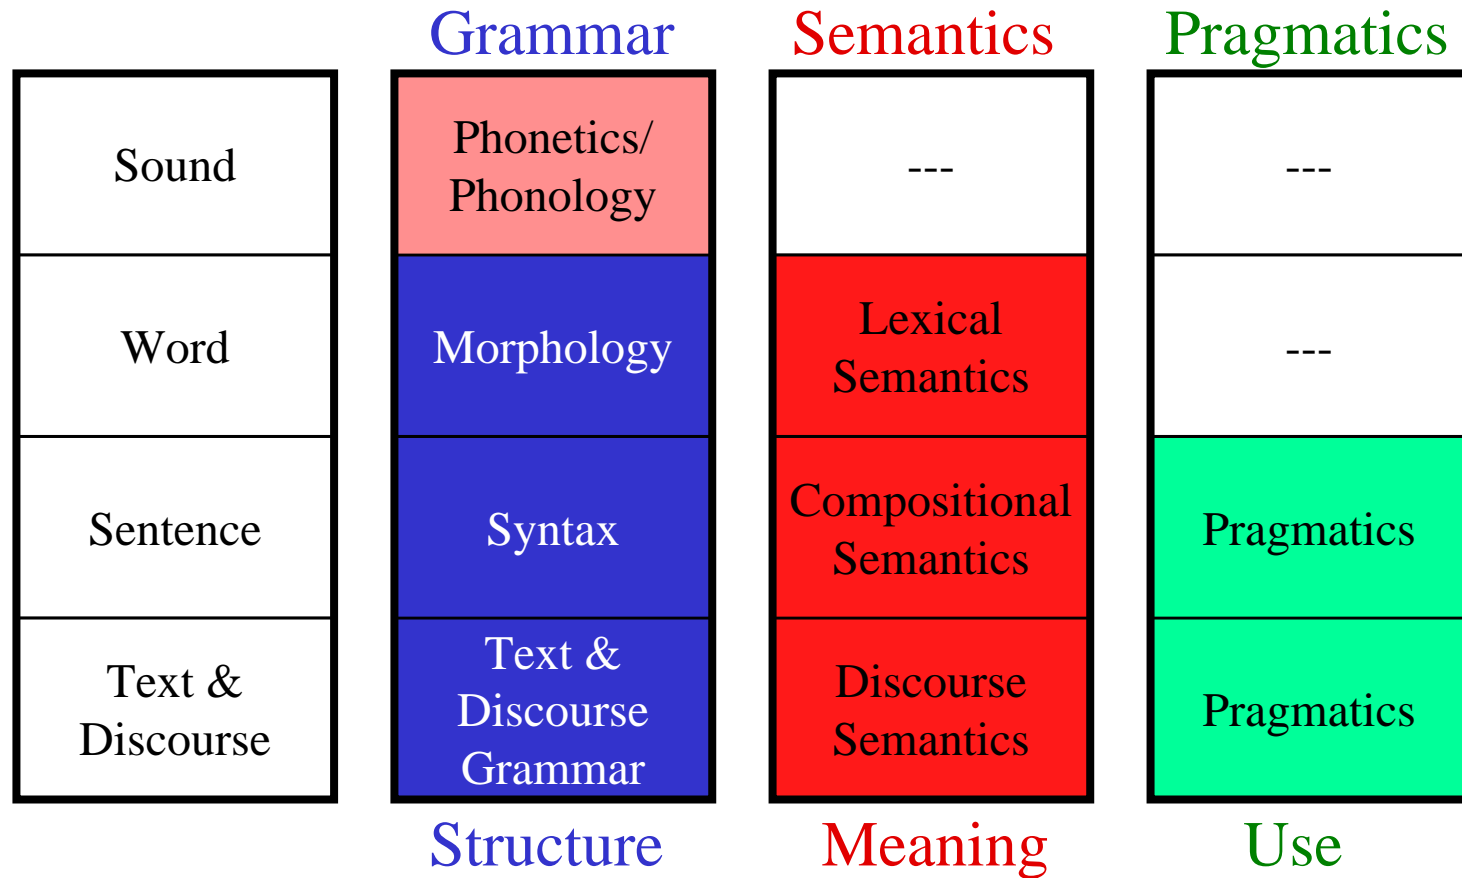 Grammar Semantics Pragmatics
Sound
Phonetics/
Phonology
---
---
Word
Morphology
Lexical
Semantics
---
Sentence
Syntax
Compositional
Semantics
Pragmatics
Text &
Discourse
Text &
Discourse
Grammar
Discourse
Semantics
Pragmatics
Structure Meaning Use